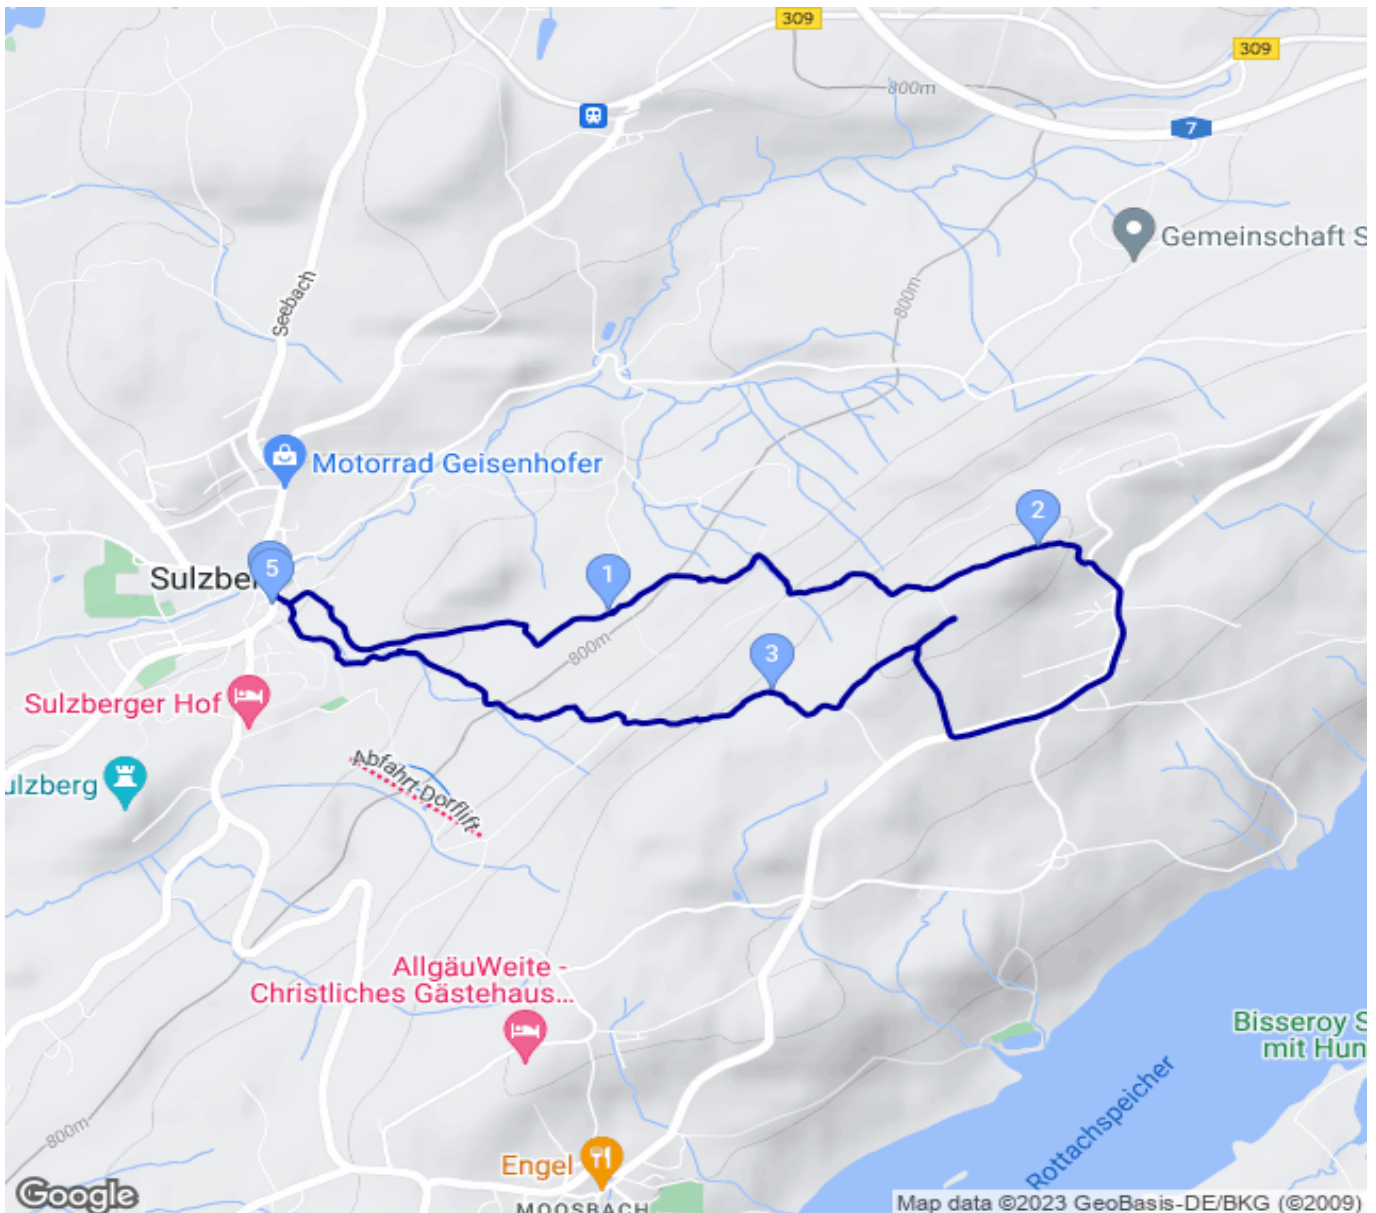 309
309
800m
7
Gemeinschaft S
Seebach
800m
Motorrad Geisenhofer
2
1
5
Sulzbe
800m
3
Sulzberger Hof
ulzberg
Abfahrt-Dorflift
AllgäuWeite -
Christliches Gästehaus...
Bisseroy S
mit Hun
Rottachspeicher
800m
Engel
MOOSBACH
Google
Map data ©2023 GeoBasis-DE/BKG (©2009)